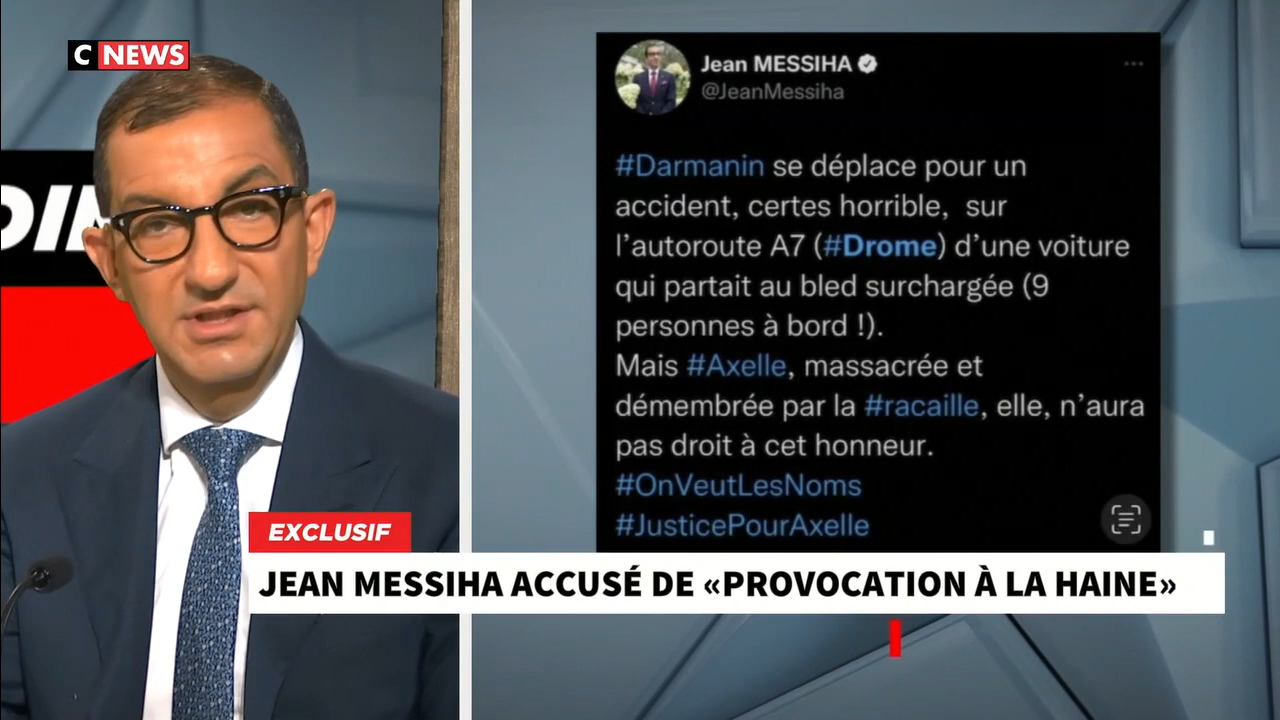 C NEWS
Jean MESSIHA
@JeanMessiha
#Darmanin se déplace pour un
accident, certes horrible, sur
l'autoroute A7 (#Drome) d'une voiture
qui partait au bled surchargée (9
personnes à bord !).
Mais #Axelle, massacrée et
démembrée par la #racaille, elle, n'aura
pas droit à cet honneur.
#OnVeutLesNoms
#JusticePourAxelle
EXCLUSIF
JEAN MESSIHA ACCUSÉ DE «PROVOCATION À LA HAINE»